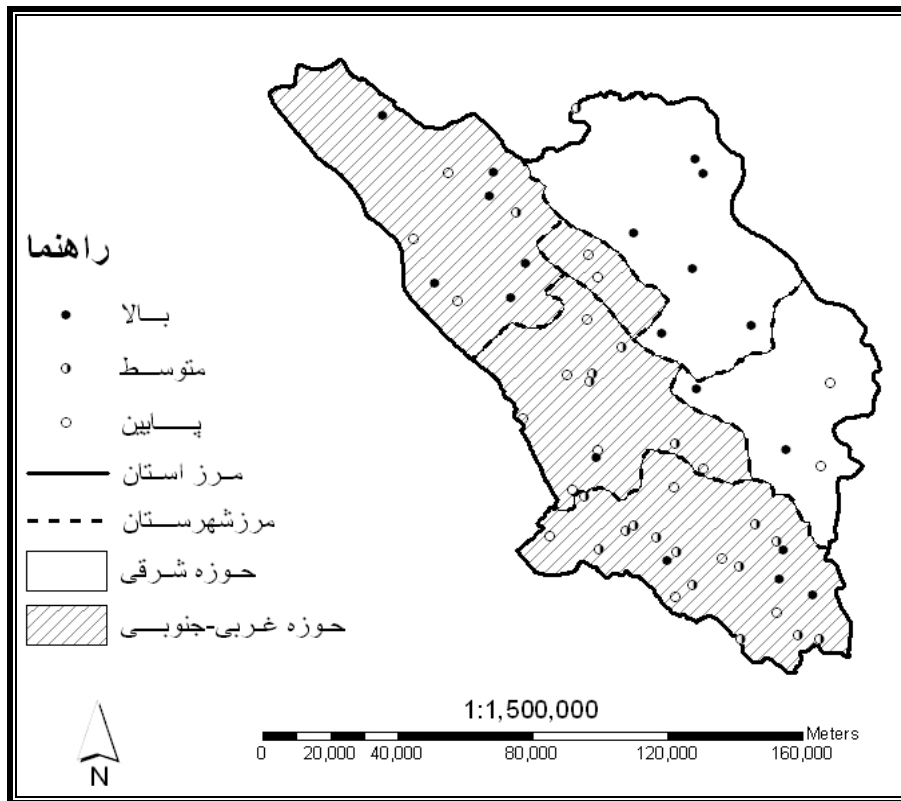 راهنما
بالا
متوسط
پایین
مرز استان
مرزشهرستان
حوزه شرقی
حوزه غربی-جنوبی
1:1,500,000
Meters
0 20,000 40,000 80,000 120,000 160,000
N